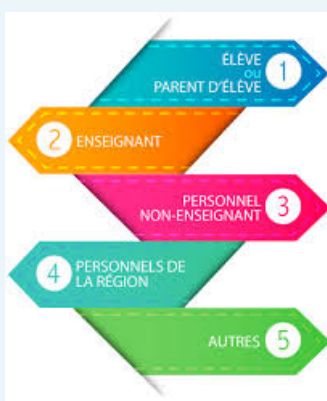 ÉLÈVE
OU
PARENT D'ÉLÈVE
1
2
ENSEIGNANT
PERSONNEL
NON-ENSEIGNANT
3
4
PERSONNELS DE
LA RÉGION
AUTRES
5